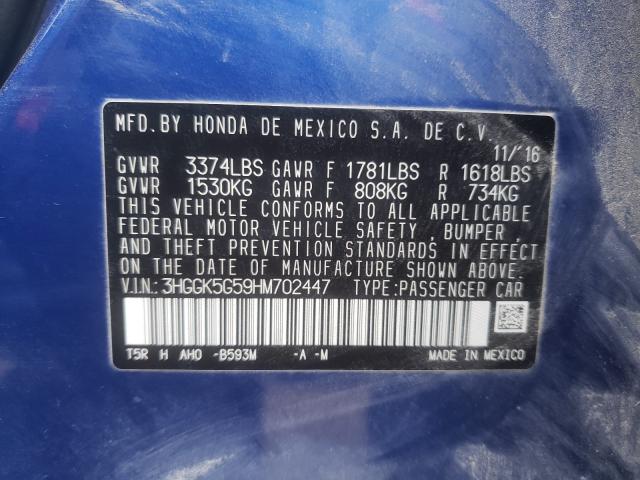 MFD. BY HONDA DE MEXICO S.A. DE C.V.
11/'16
GVWR 3374LBS GAWR F 1781LBS R 1618LBS
GVWR 1530KG GAWR F 808KG R 734KG
THIS VEHICLE CONFORMS TO ALL APPLICABLE
FEDERAL MOTOR VEHICLE SAFETY, BUMPER,
AND THEFT PREVENTION STANDARDS IN EFFECT
ON THE DATE OF MANUFACTURE SHOWN ABOVE.
V.I.N.: 3HGGK5G59HM702447 TYPE:PASSENGER CAR
T5R H AH0 -B593M -A -M MADE IN MEXICO